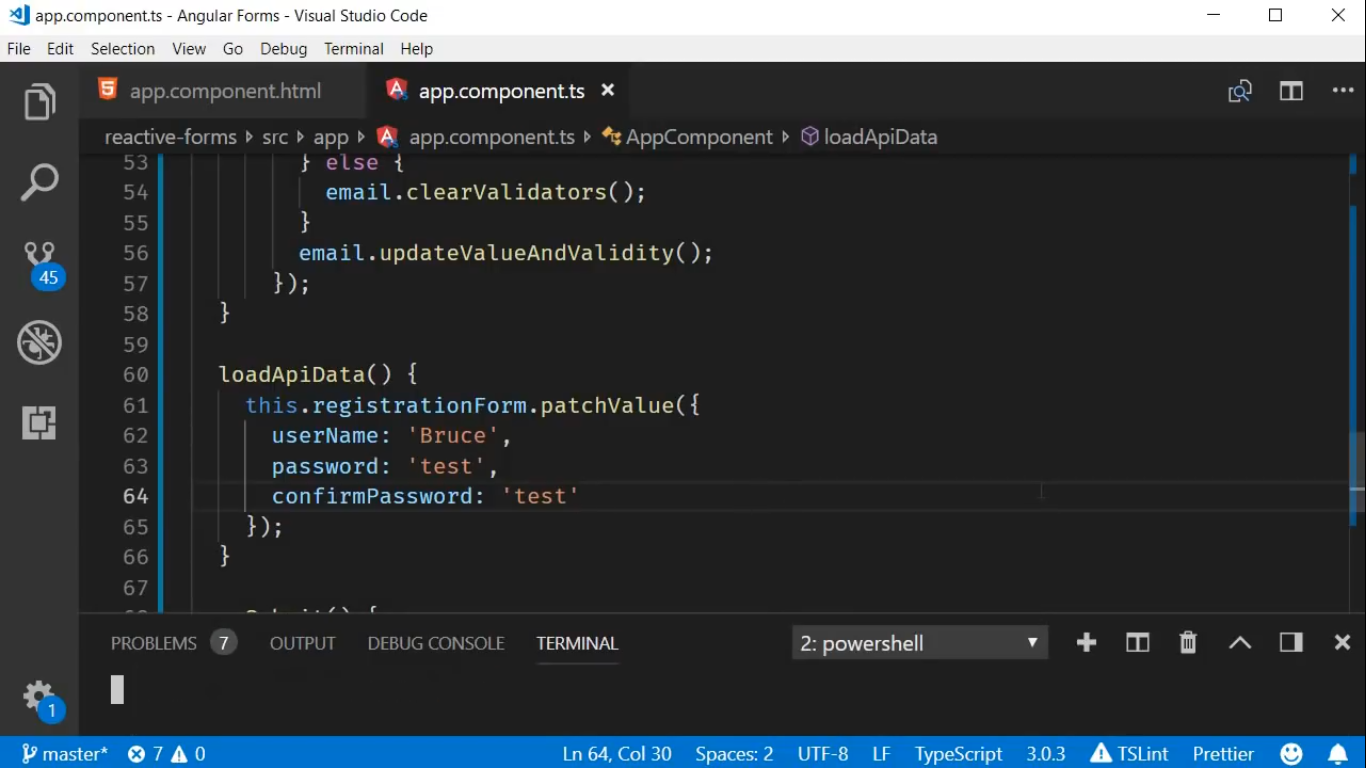 app.component.ts - Angular Forms - Visual Studio Code
File Edit Selection View Go Debug Terminal Help
app.component.html app.component.ts
reactive-forms src app app.component.ts AppComponent loadApiData
53 } else {
54 email.clearValidators();
55 }
56 email.updateValueAndValidity();
57 });
58 }
59
60 loadApiData() {
61 this.registrationForm.patchValue({
62 userName: 'Bruce',
63 password: 'test',
64 confirmPassword: 'test'
65 });
66 }
67
45
PROBLEMS 7 OUTPUT DEBUG CONSOLE TERMINAL 2: powershell
1
master* 7 0 Ln 64, Col 30 Spaces: 2 UTF-8 LF TypeScript 3.0.3 TSLint Prettier